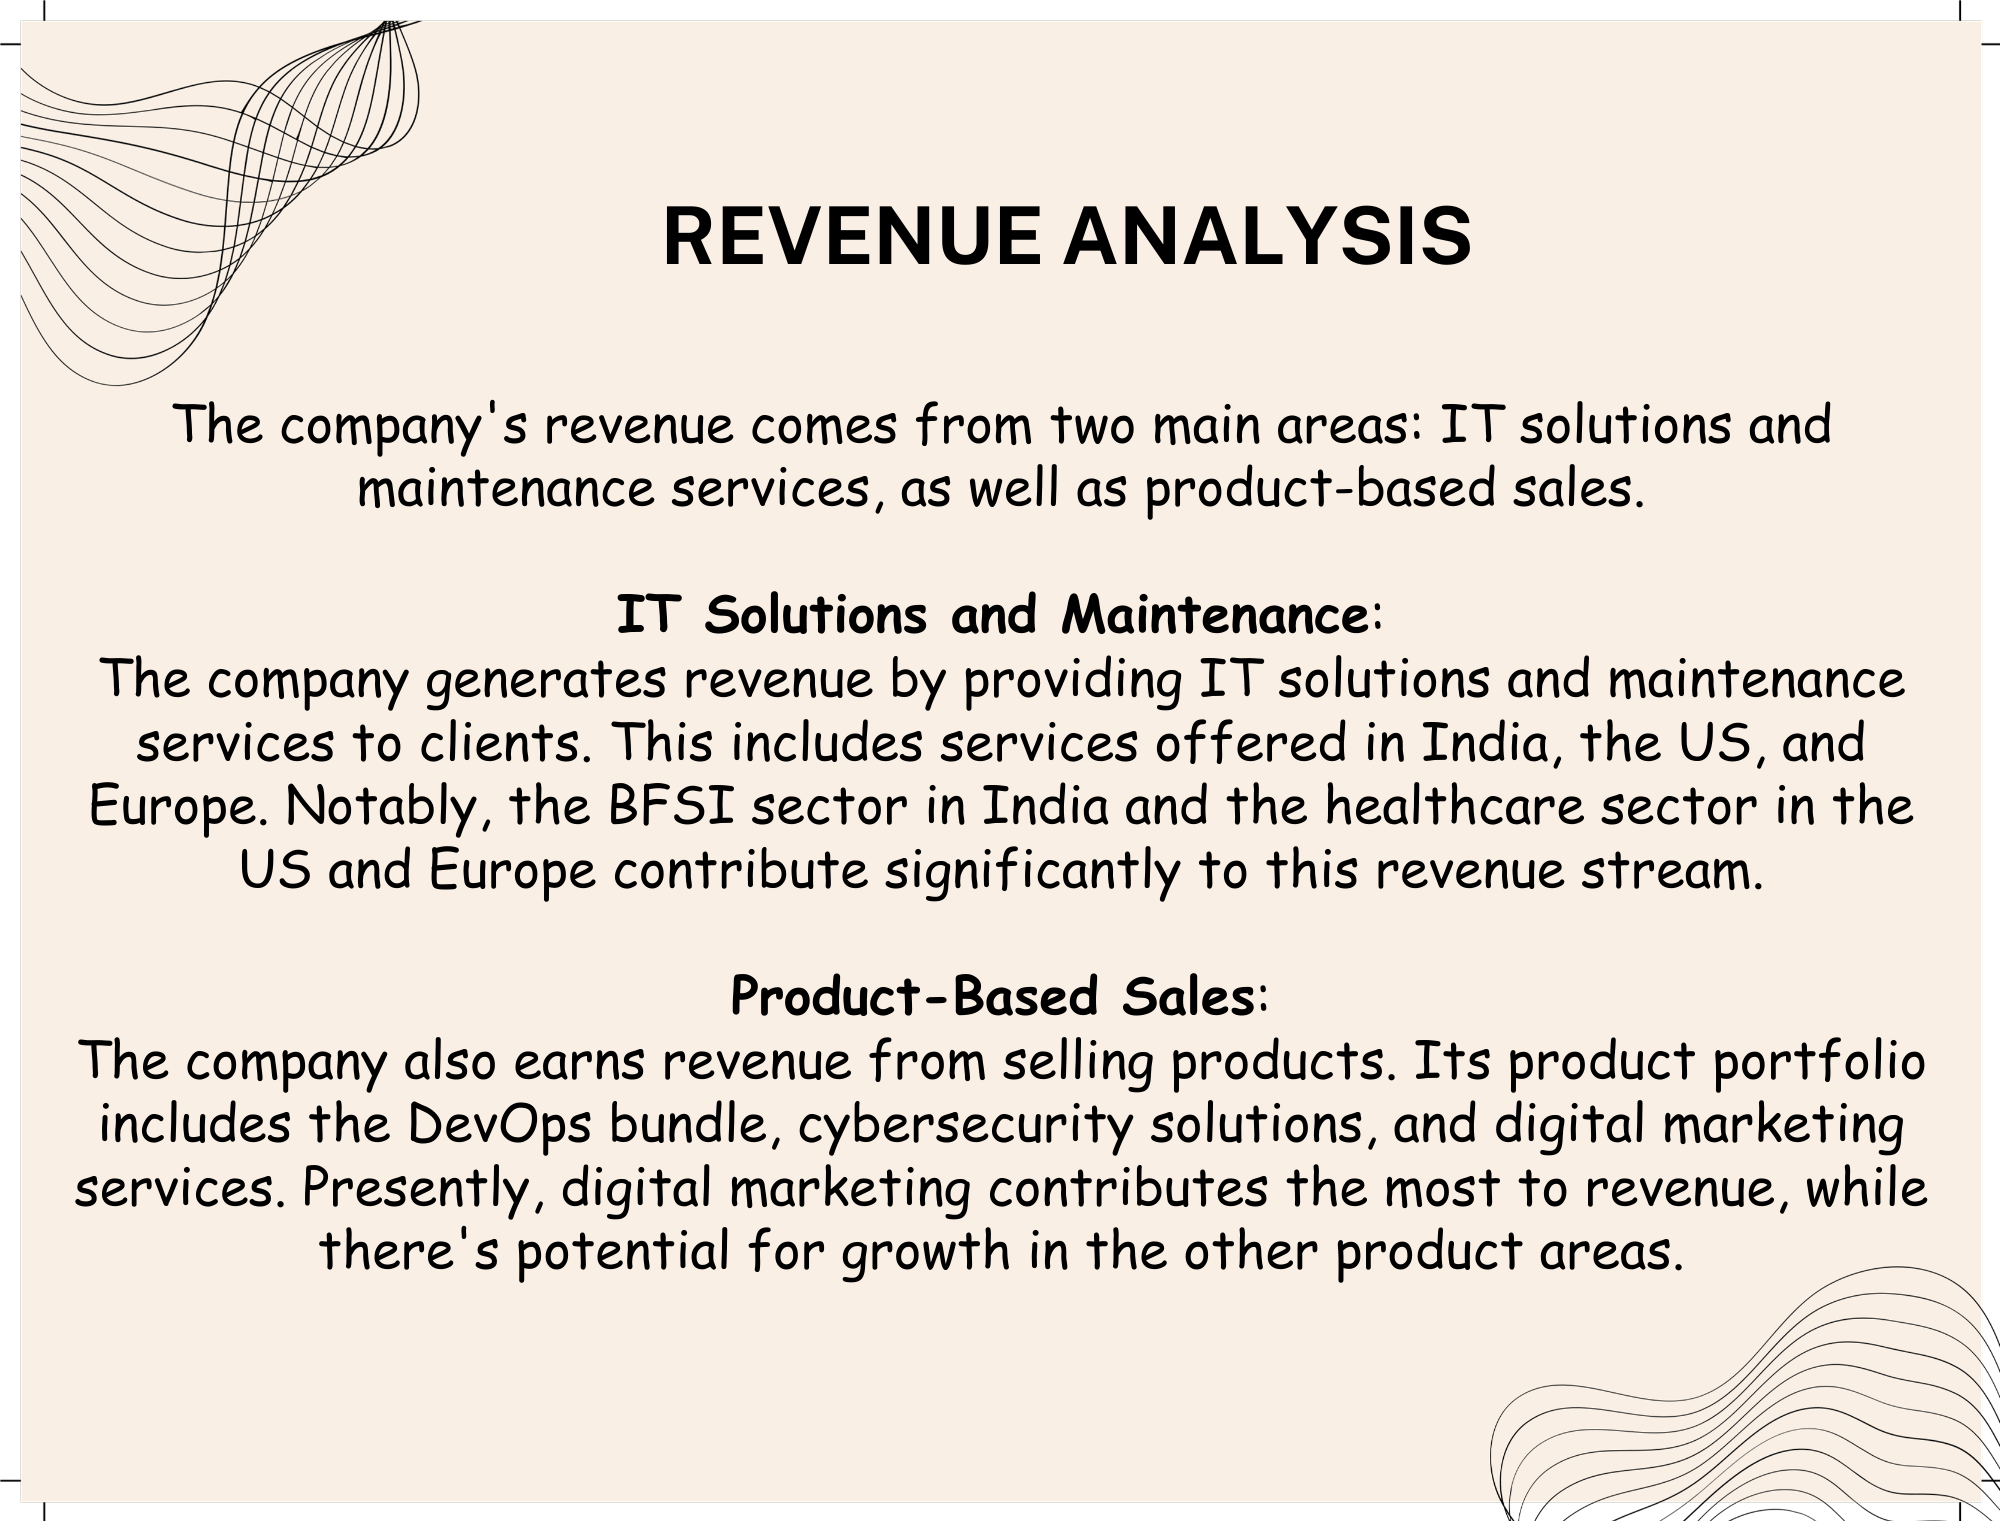 REVENUE ANALYSIS
The company's revenue comes from two main areas: IT solutions and
maintenance services, as well as product-based sales.
IT Solutions and Maintenance:
The company generates revenue by providing IT solutions and maintenance
services to clients. This includes services offered in India, the US, and
Europe. Notably, the BFSI sector in India and the healthcare sector in the
US and Europe contribute significantly to this revenue stream.
Product-Based Sales:
The company also earns revenue from selling products. Its product portfolio
includes the DevOps bundle, cybersecurity solutions, and digital marketing
services. Presently, digital marketing contributes the most to revenue, while
there's potential for growth in the other product areas.